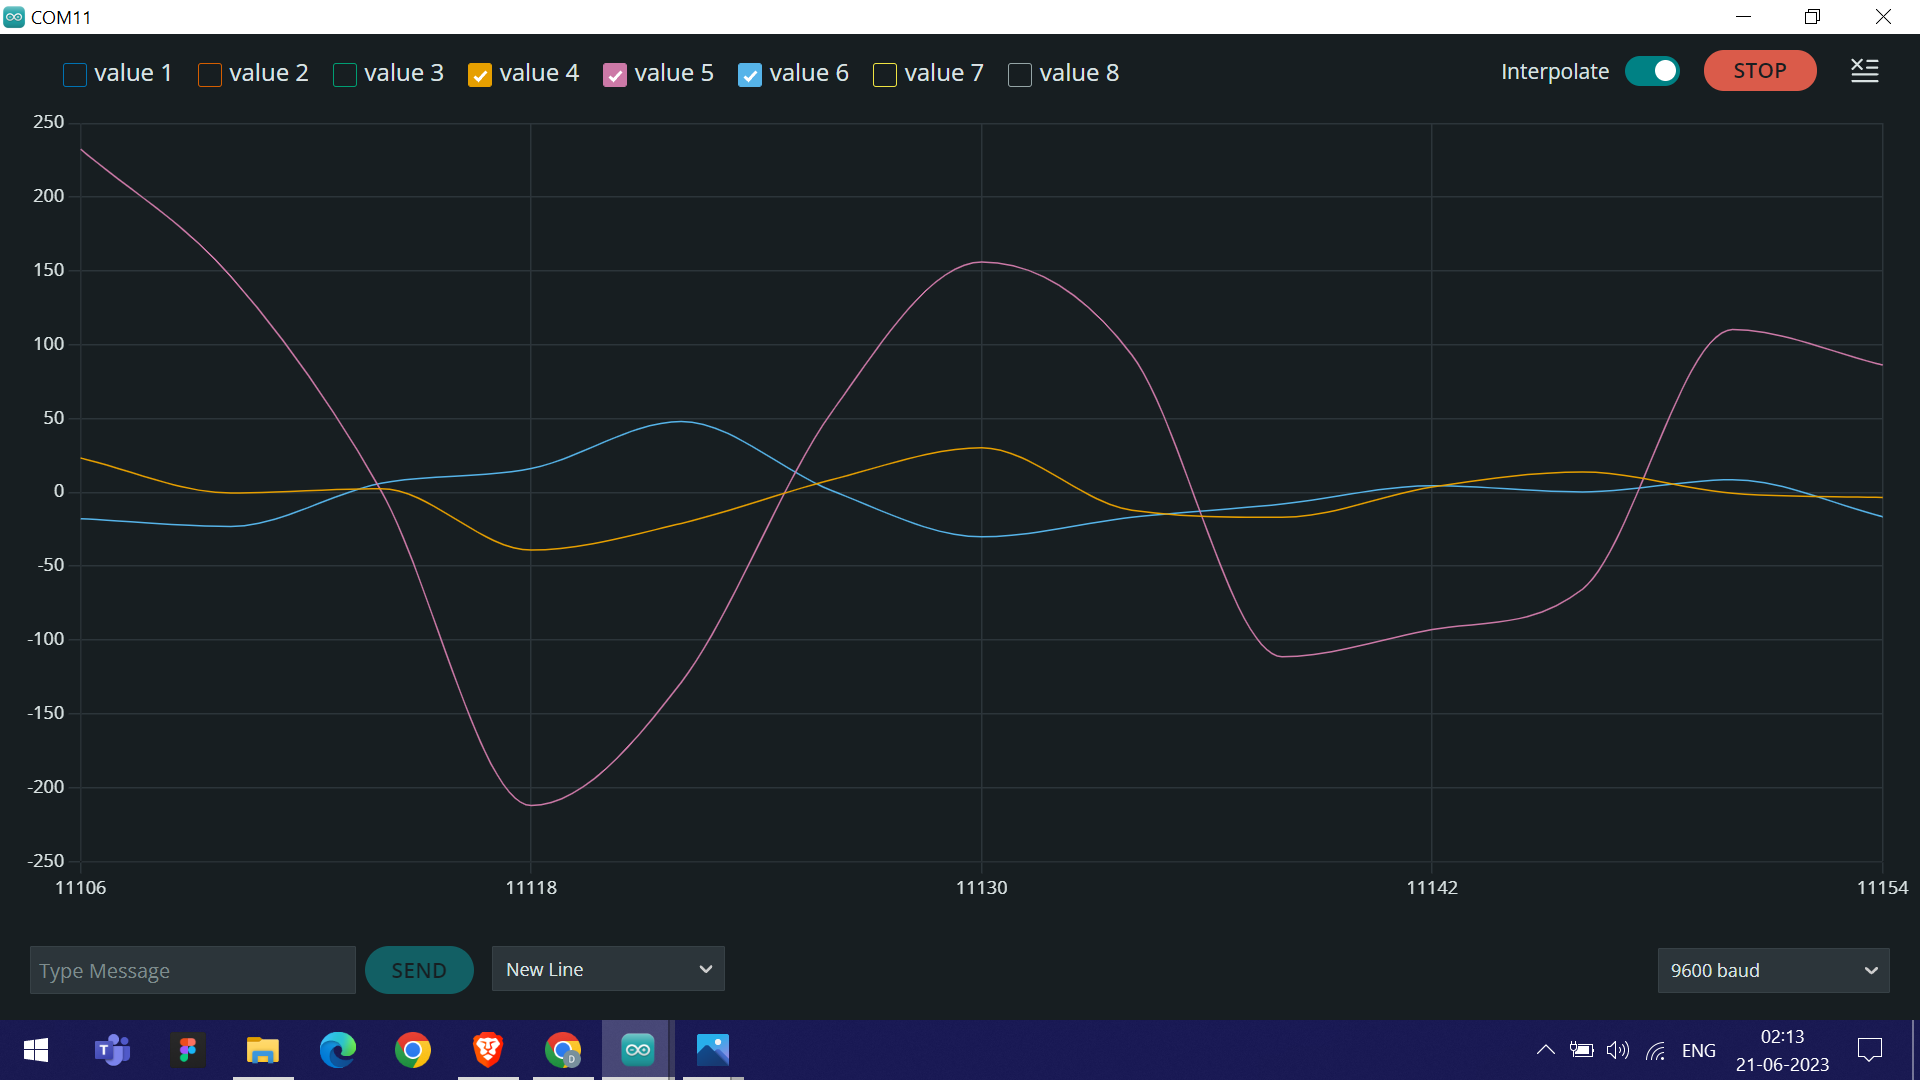 COM11
value 1 value 2 value 3 value 4 value 5 value 6 value 7 value 8 Interpolate STOP
250
200
150
100
50
0
-50
-100
-150
-200
-250
11106 11118 11130 11142 11154
Type Message SEND New Line 9600 baud
T D ENG 02:13
21-06-2023